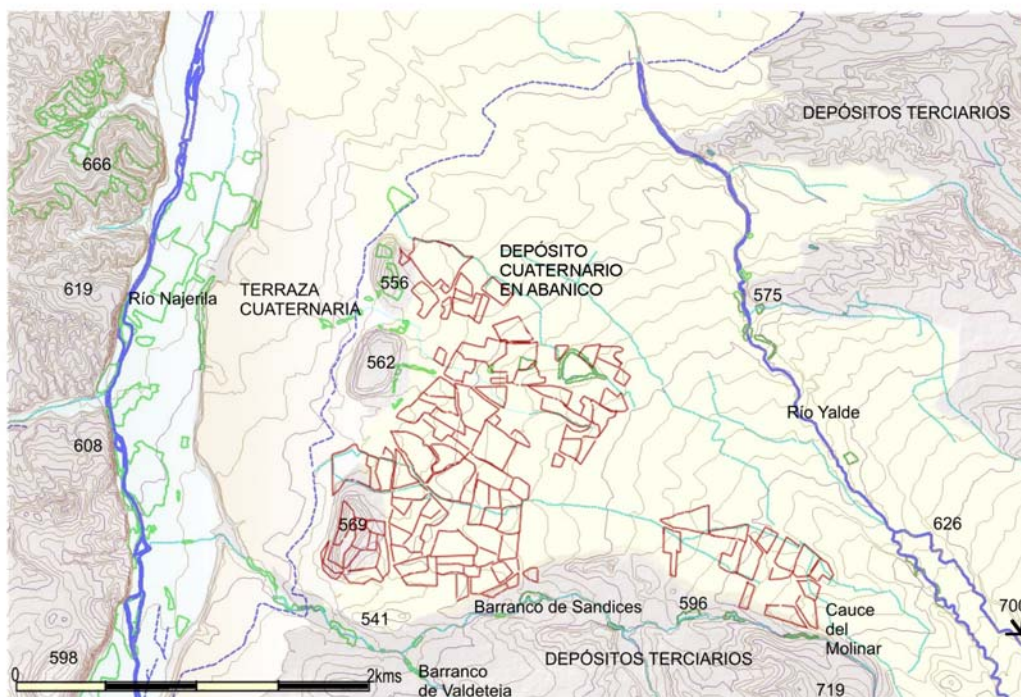 DEPÓSITOS TERCIARIOS
666
DEPÓSITO
CUATERNARIO
EN ABANICO
556
619
Río Najerila
TERRAZA
CUATERNARIA
575
562
Río Yalde
608
569
626
541
Barranco de Sandices
596
Cauce
del
Molinar
700
598
0
2kms
Barranco
de Valdeteja
DEPÓSITOS TERCIARIOS
719